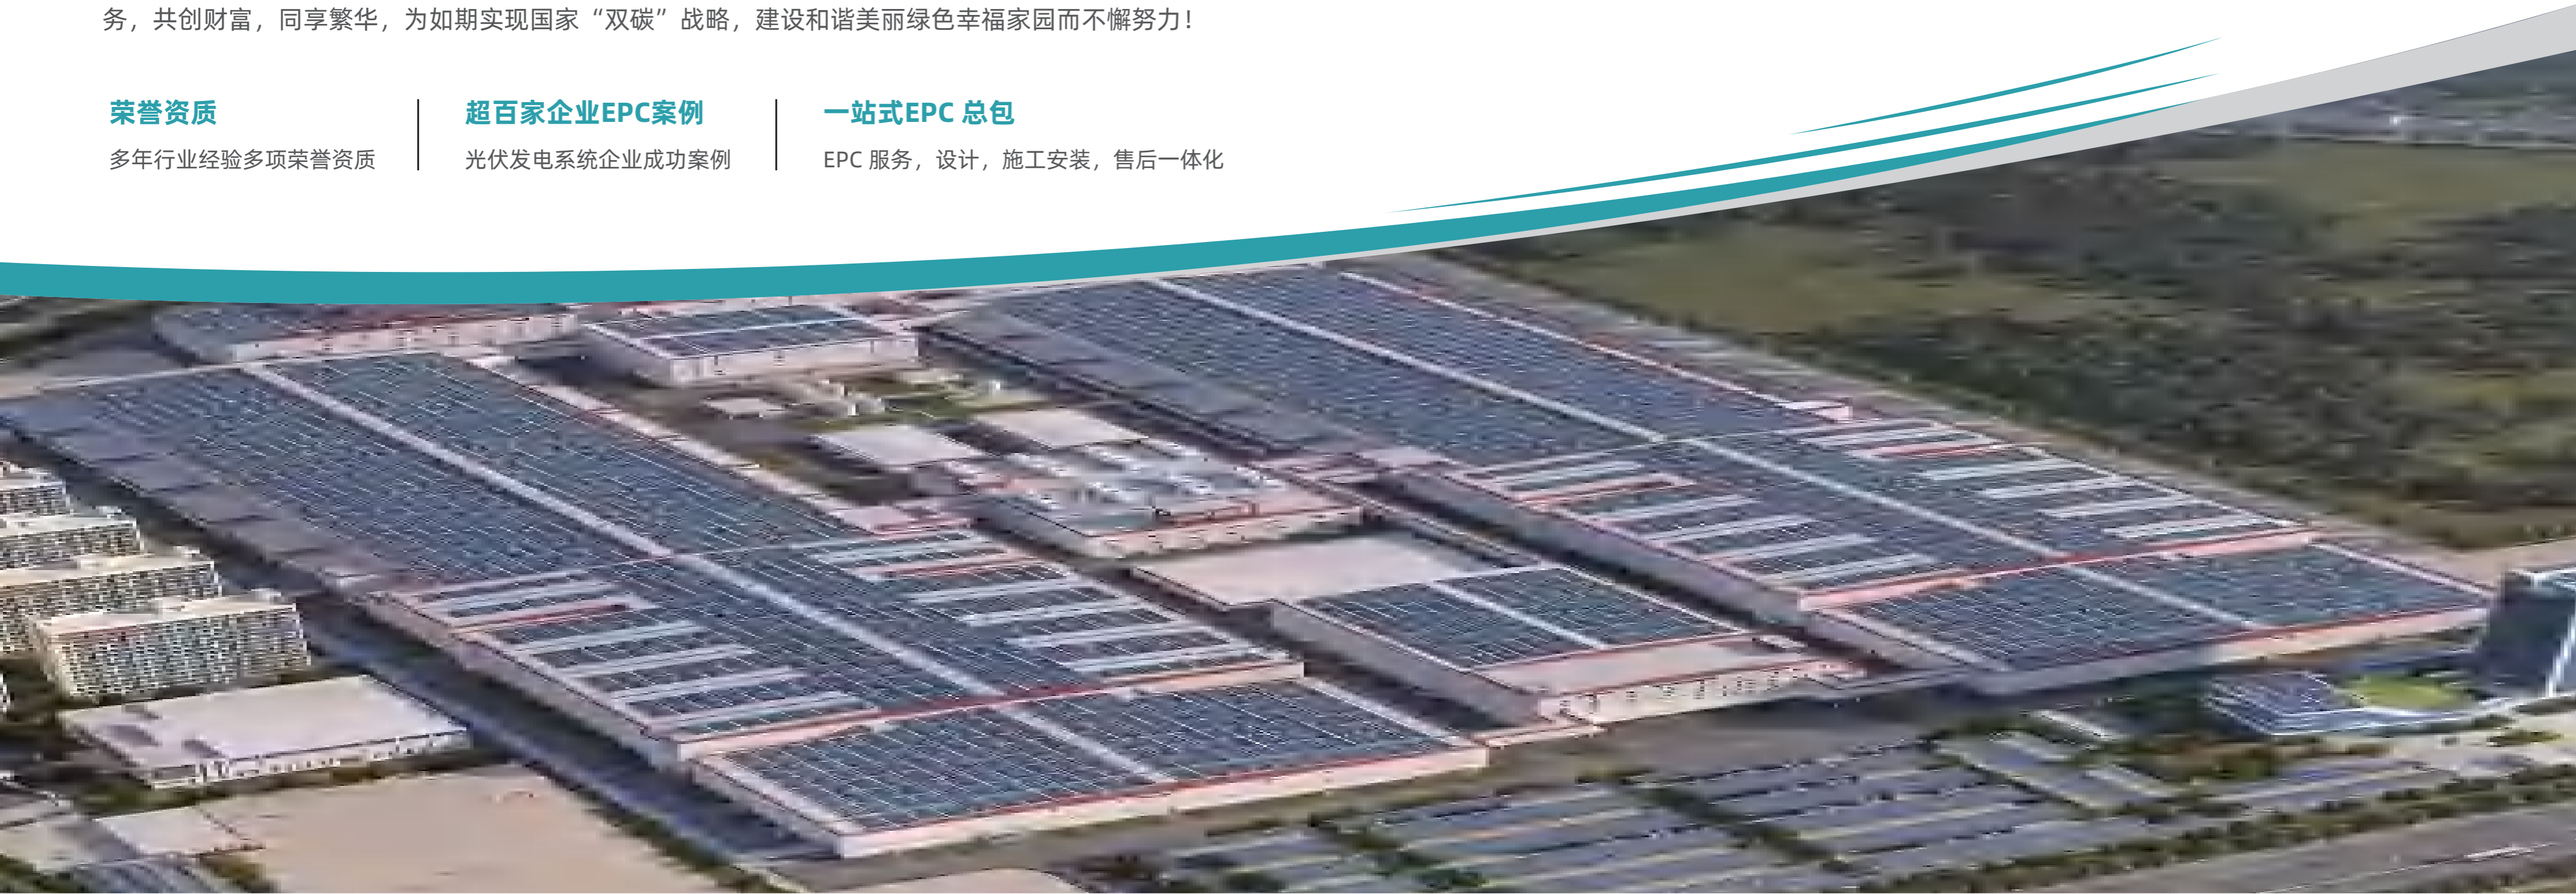 务，共创财富，同享繁华，为如期实现国家“双碳”战略，建设和谐美丽绿色幸福家园而不懈努力！
荣誉资质
多年行业经验多项荣誉资质
超百家企业EPC案例
光伏发电系统企业成功案例
一站式EPC 总包
EPC 服务，设计，施工安装，售后一体化